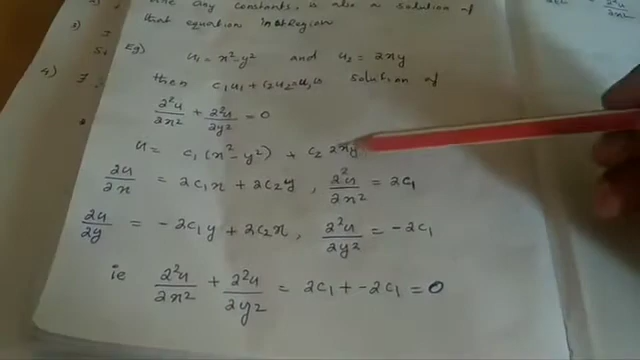 any constants, is also a solution of
that equation in
Eg) u₁ = x² - y² and u₂ = 2xy
then c₁u₁ + c₂u₂ = u, is solution of
∂²u/∂x² + ∂²u/∂y² = 0
u = c₁(x² - y²) + c₂ 2xy
∂u/∂x = 2c₁x + 2c₂y , ∂²u/∂x² = 2c₁
∂u/∂y = -2c₁y + 2c₂x , ∂²u/∂y² = -2c₁
ie ∂²u/∂x² + ∂²u/∂y² = 2c₁ + -2c₁ = 0
3)
4)